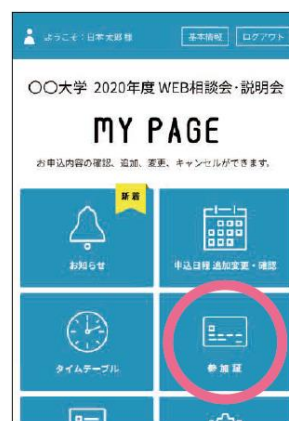 ようこそ：日本太郎様
基本情報
ログアウト
〇〇大学 2020年度 WEB相談会・説明会
MY PAGE
お申込内容の確認、追加、変更、キャンセルができます。
新着
お知らせ
申込日程 追加変更・確認
タイムテーブル
参加証